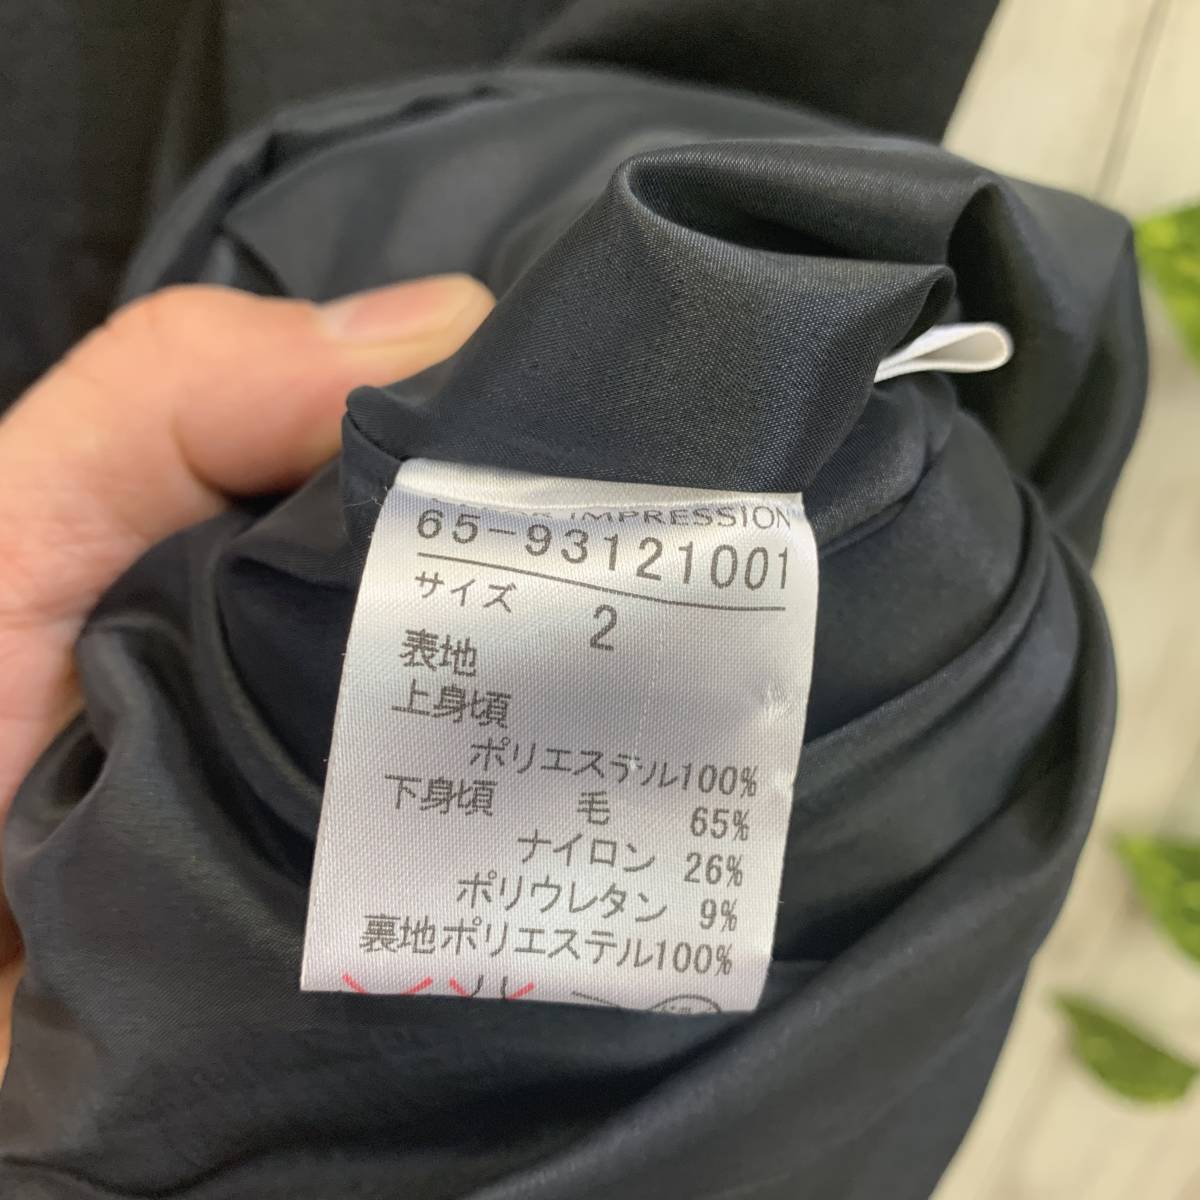 IMPRESSION
65-93121001
サイズ 2
表地
上身頃
ポリエステル100%
下身頃 毛 65%
ナイロン 26%
ポリウレタン 9%
裏地ポリエステル100%